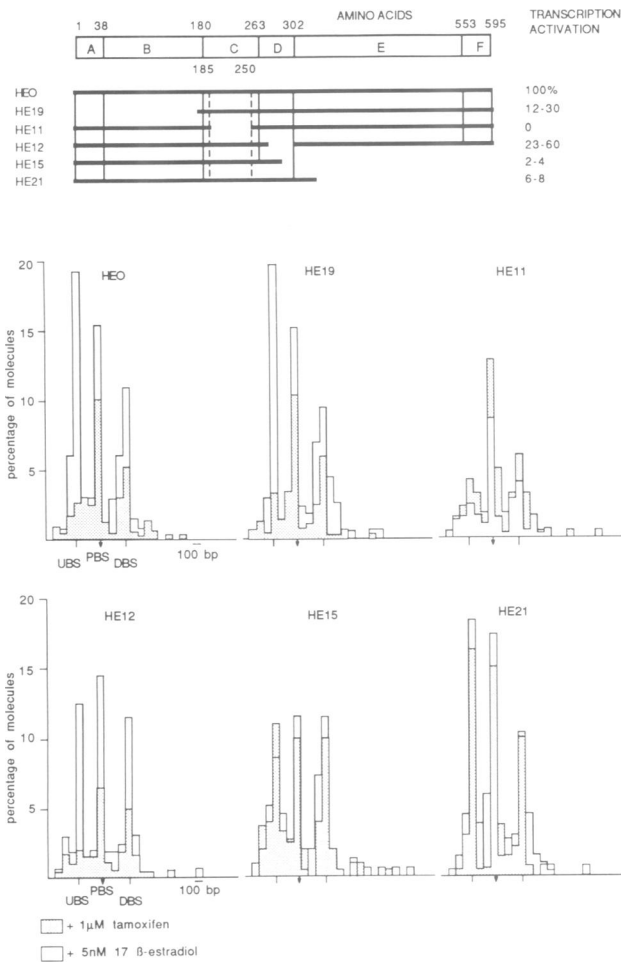 AMINO ACIDS
TRANSCRIPTION
ACTIVATION
1 38 180 263 302 553 595
A B C D E F
185 250
HEO 100%
HE19 12-30
HE11 0
HE12 23-60
HE15 2-4
HE21 6-8
HEO
HE19
HE11
20
15
10
5
percentage of molecules
UBS PBS DBS 100 bp
HE12
HE15
HE21
20
15
10
5
percentage of molecules
UBS PBS DBS 100 bp
+ 1μM tamoxifen
+ 5nM 17 ß-estradiol